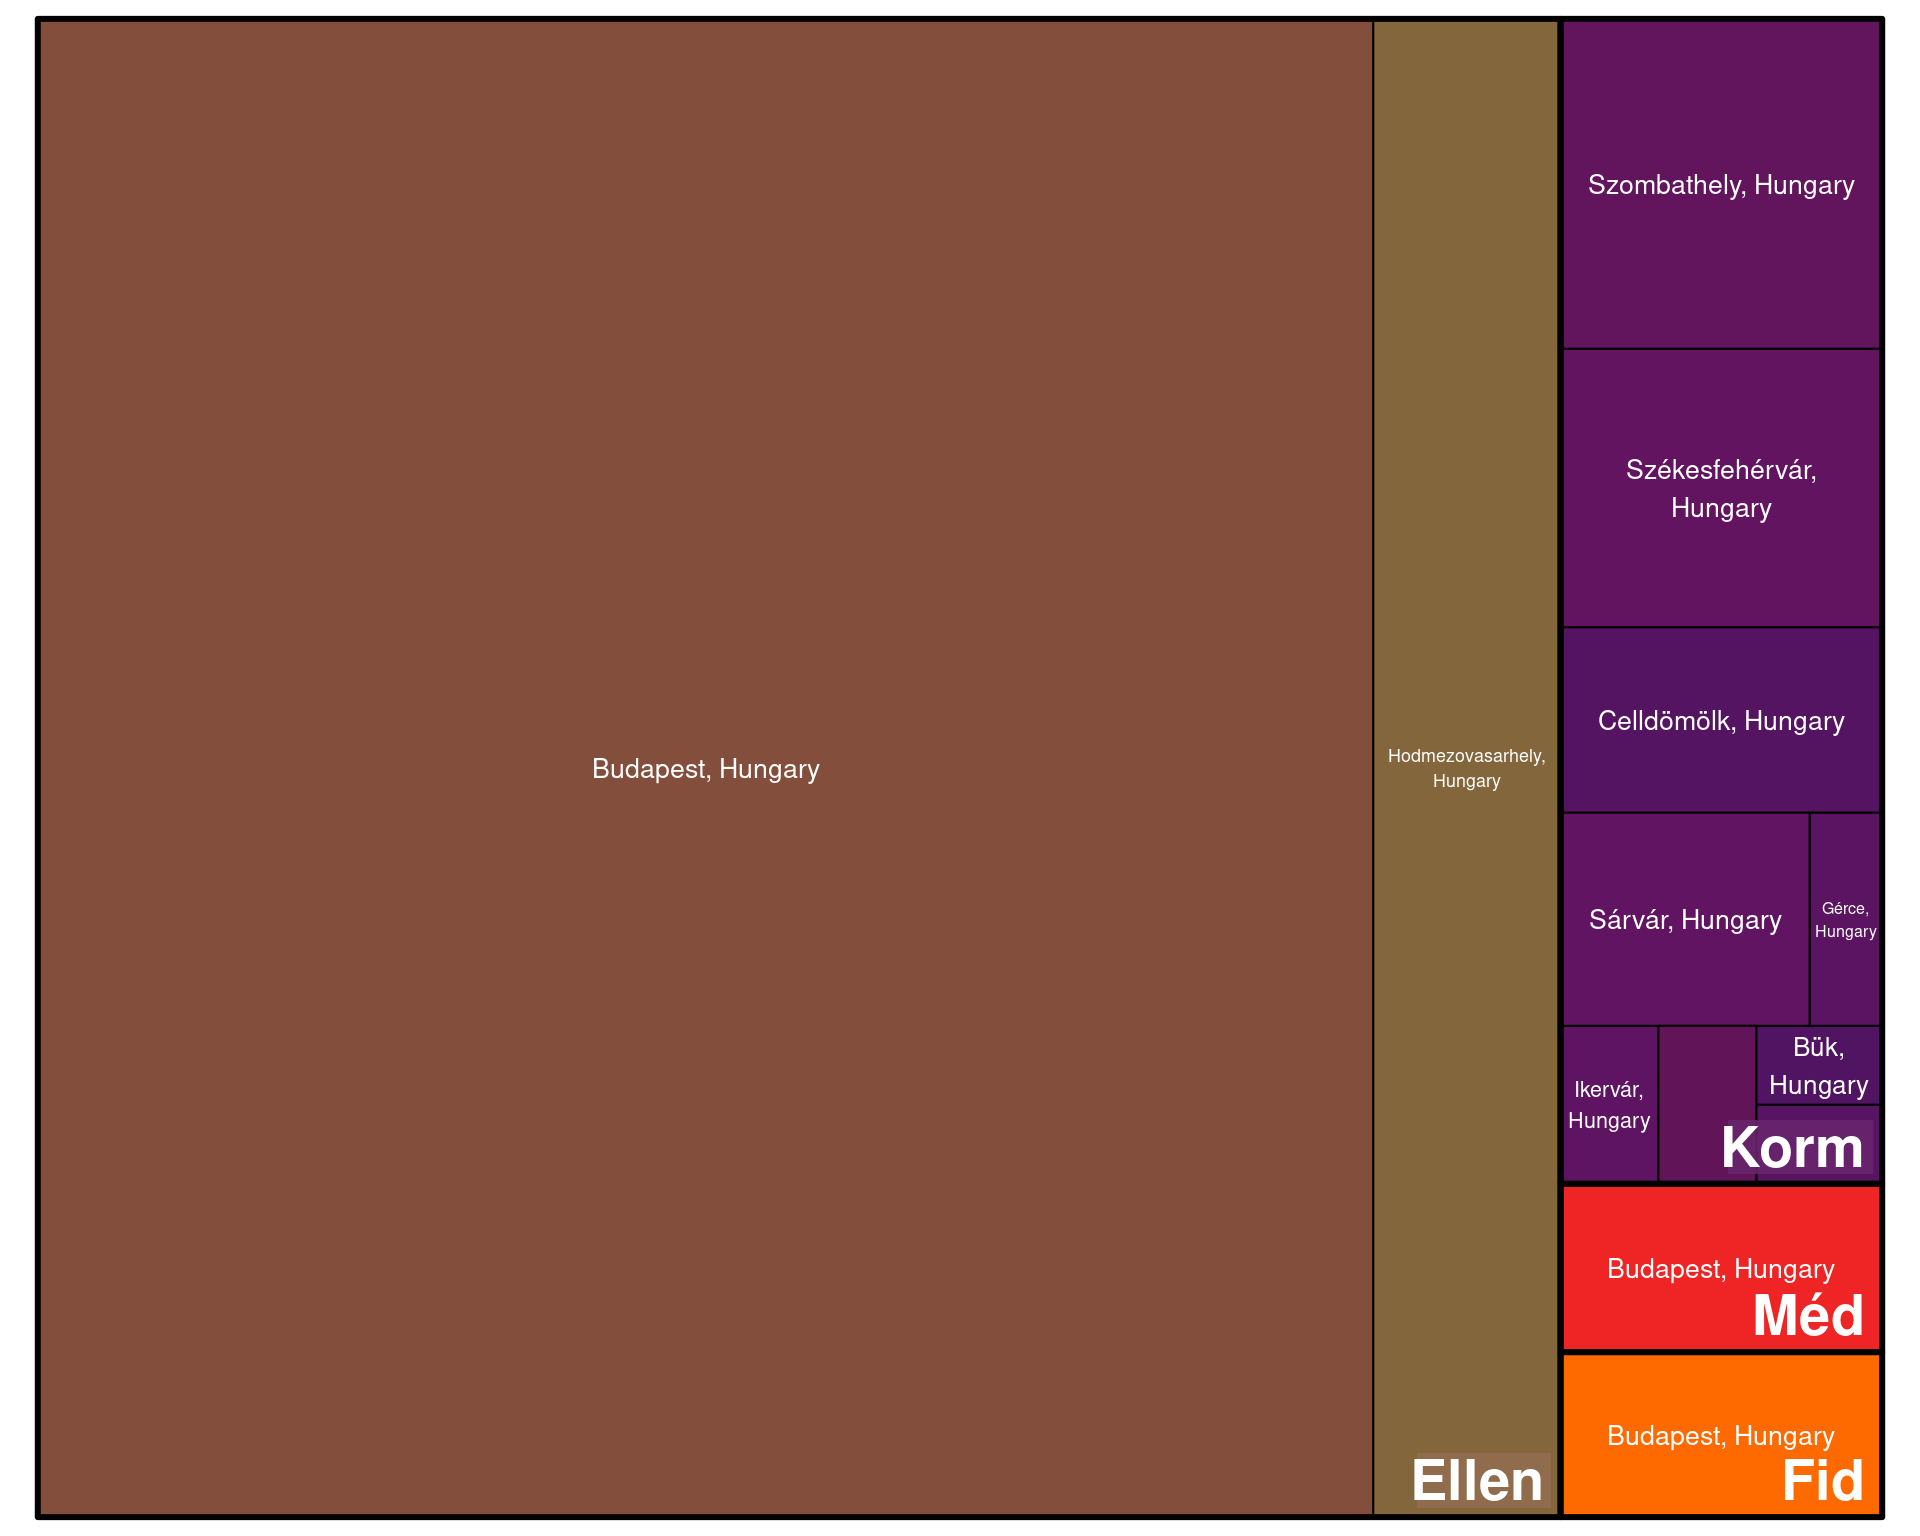 Budapest, Hungary
Hodmezovasarhely,
Hungary
Ellen
Szombathely, Hungary
Székesfehérvár,
Hungary
Celldömölk, Hungary
Sárvár, Hungary
Gérce,
Hungary
Ikervár,
Hungary
Bük,
Hungary
Korm
Budapest, Hungary
Méd
Budapest, Hungary
Fid